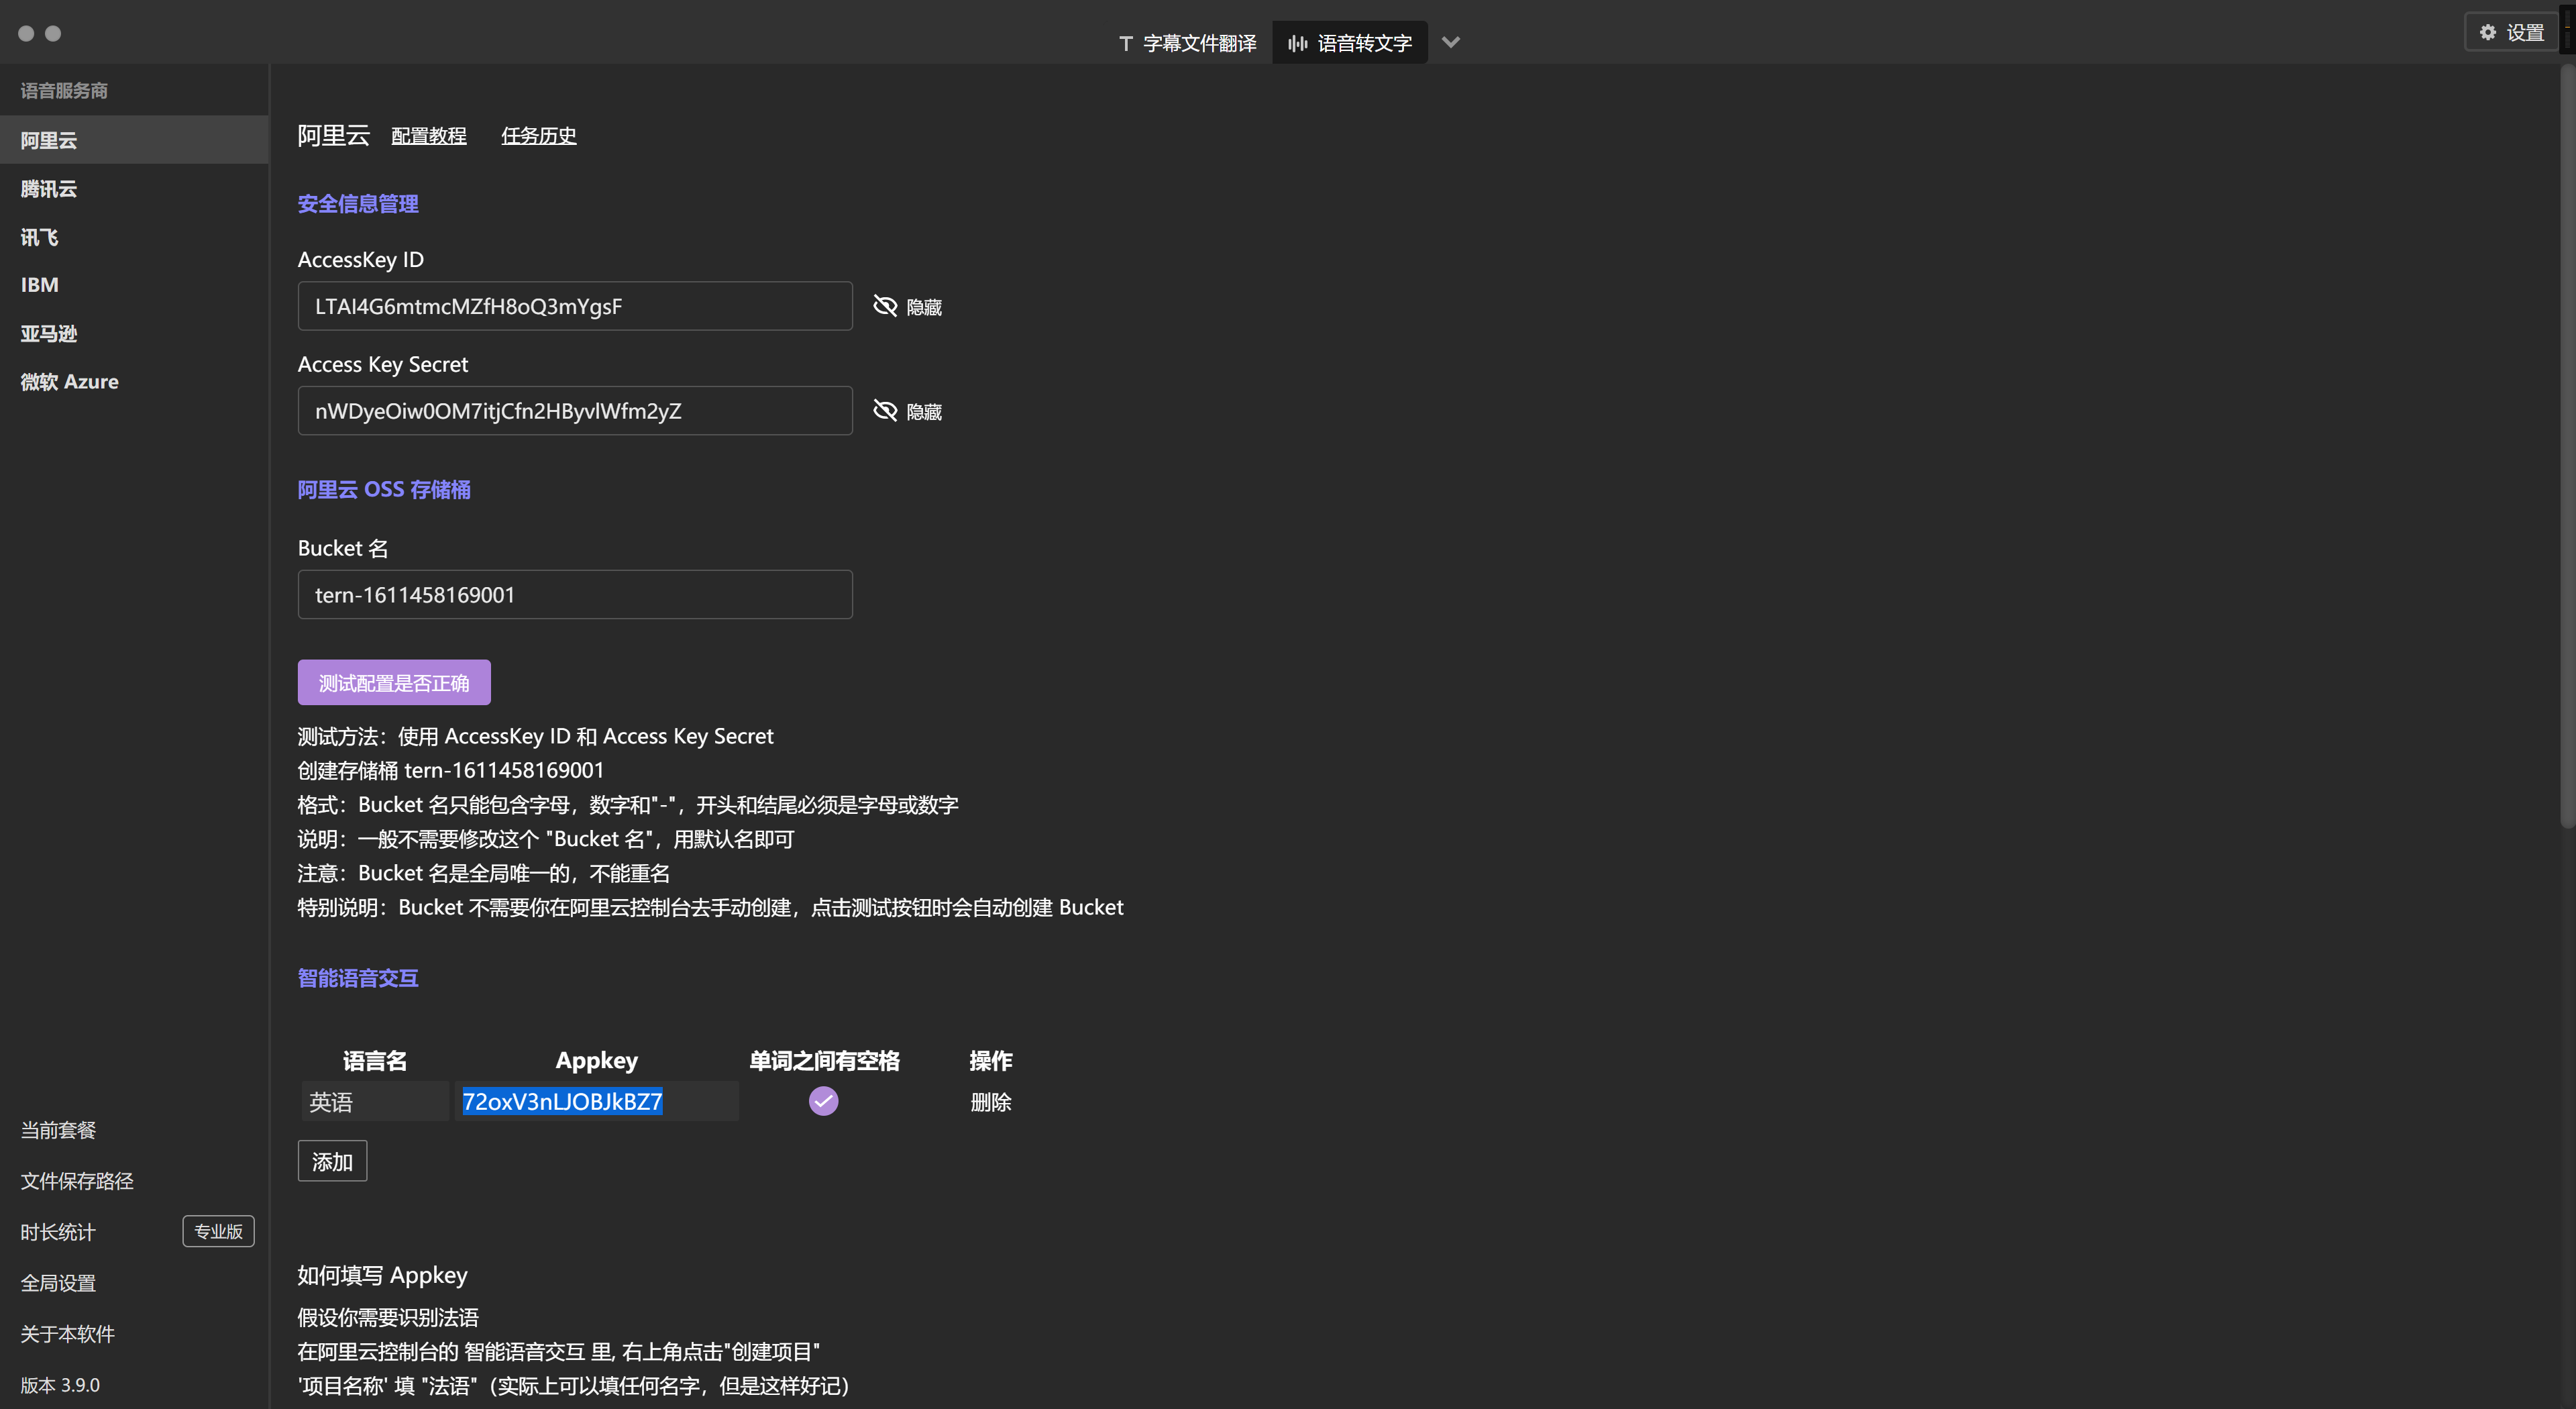 字幕文件翻译
语音转文字
设置
语音服务商
阿里云
腾讯云
讯飞
IBM
亚马逊
微软 Azure
当前套餐
文件保存路径
时长统计 专业版
全局设置
关于本软件
版本 3.9.0
阿里云 配置教程 任务历史
安全信息管理
AccessKey ID
LTAI4G6mtmcMZfH8oQ3mYgsF 隐藏
Access Key Secret
nWDyeOiw0OM7itjCfn2HByvlWfm2yZ 隐藏
阿里云 OSS 存储桶
Bucket 名
tern-1611458169001
测试配置是否正确
测试方法：使用 AccessKey ID 和 Access Key Secret
创建存储桶 tern-1611458169001
格式：Bucket 名只能包含字母，数字和"-"，开头和结尾必须是字母或数字
说明：一般不需要修改这个 "Bucket 名"，用默认名即可
注意：Bucket 名是全局唯一的，不能重名
特别说明：Bucket 不需要你在阿里云控制台去手动创建，点击测试按钮时会自动创建 Bucket
智能语音交互
语言名 Appkey 单词之间有空格 操作
英语 72oxV3nLJOBJkBZ7 删除
添加
如何填写 Appkey
假设你需要识别法语
在阿里云控制台的 智能语音交互 里, 右上角点击"创建项目"
'项目名称' 填 "法语"（实际上可以填任何名字，但是这样好记）